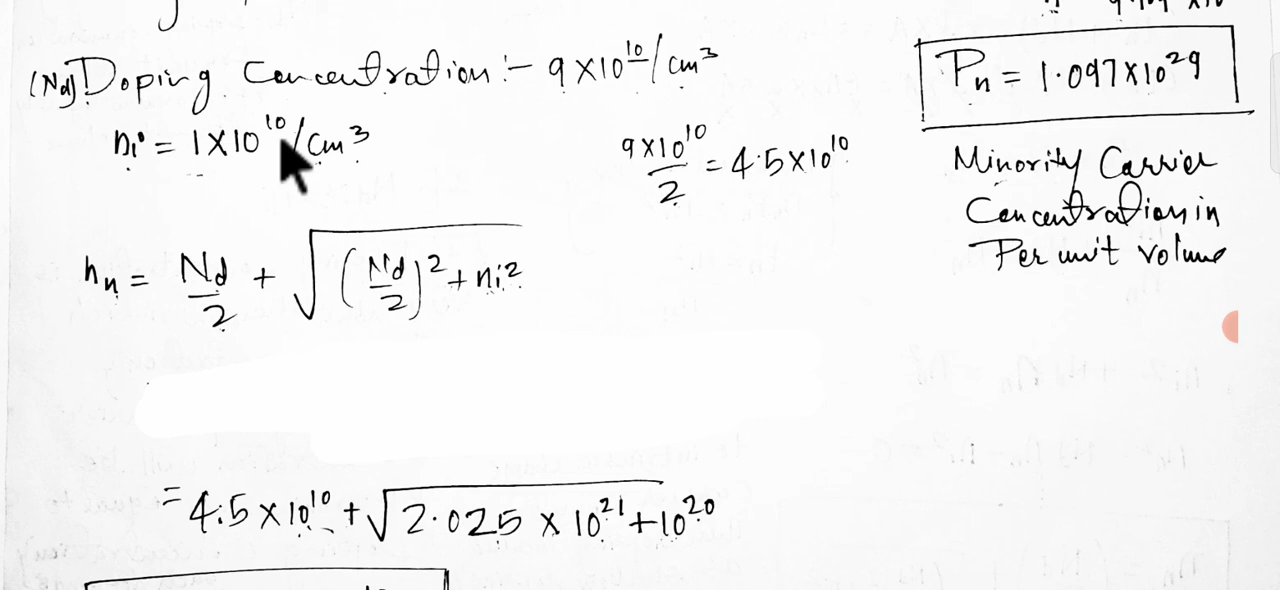 (Nd) Doping Concentration :- 9×10¹⁰/cm³
ni = 1×10¹⁰/cm³
9×10¹⁰/2 = 4.5×10¹⁰
nn = Nd/2 + √((Nd/2)² + ni²)
= 4.5×10¹⁰ + √(2.025 × 10²¹ + 10²⁰)
Pn = 1.097×10²9
Minority Carrier
Concentration in
Per unit volume